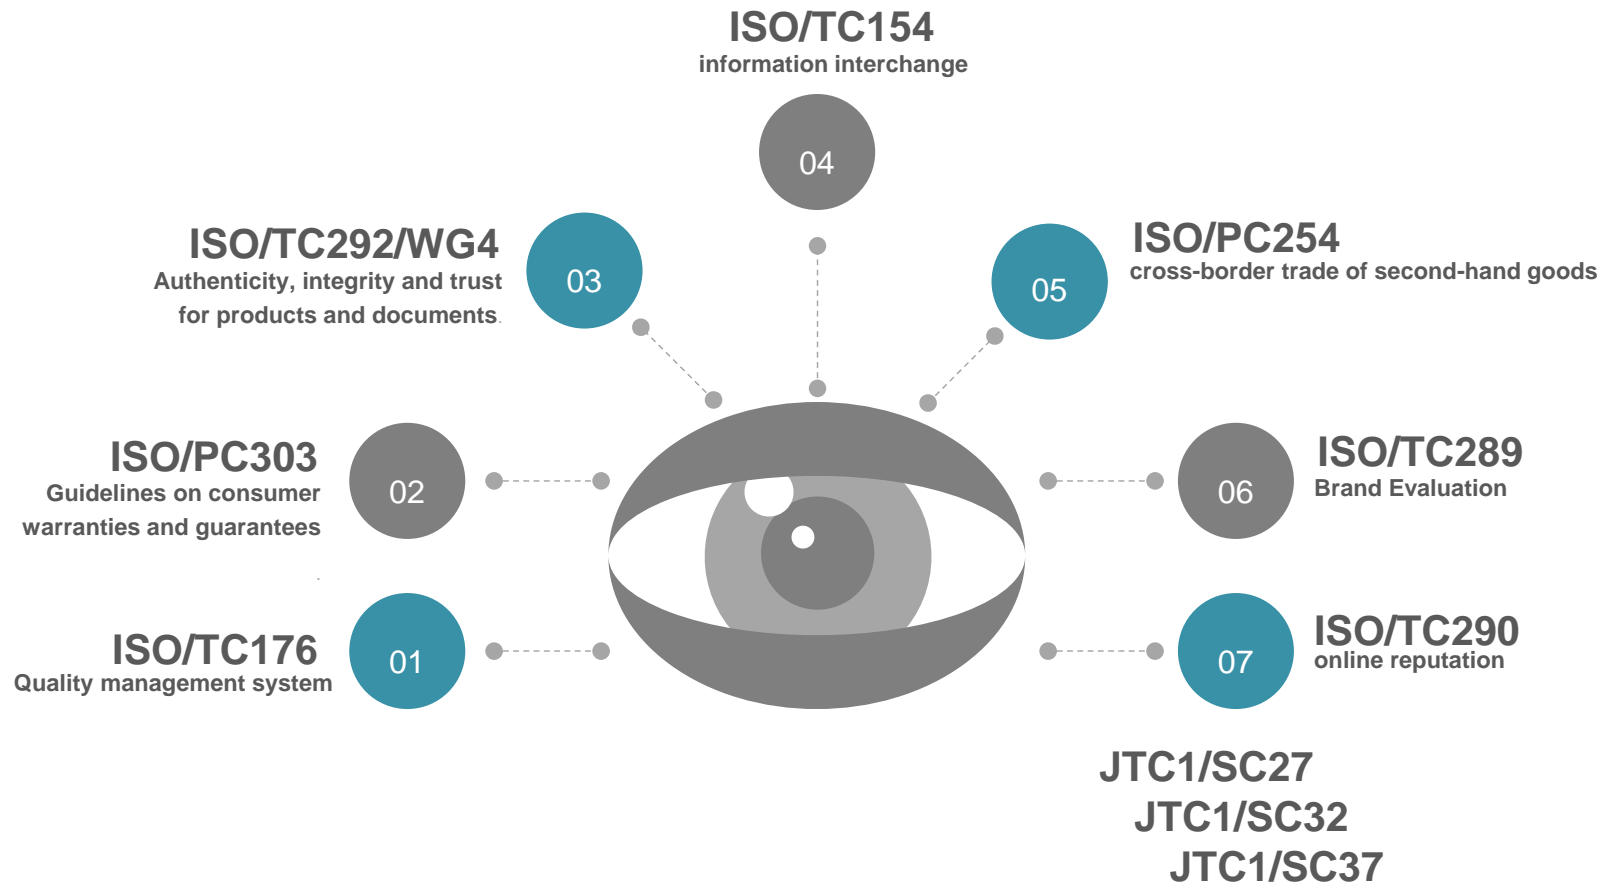 ISO/TC154
information interchange
04
ISO/TC292/WG4
Authenticity, integrity and trust
for products and documents.
03
ISO/PC254
cross-border trade of second-hand goods
05
ISO/PC303
Guidelines on consumer
warranties and guarantees
.
02
ISO/TC289
Brand Evaluation
06
ISO/TC176
Quality management system
01
ISO/TC290
online reputation
07
JTC1/SC27
JTC1/SC32
JTC1/SC37